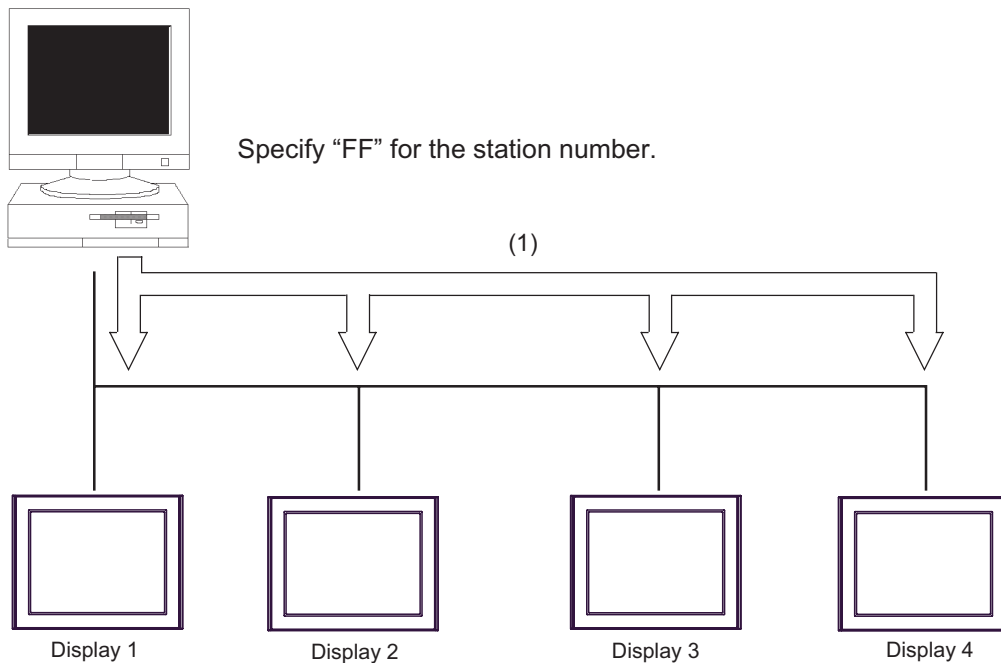 Specify “FF” for the station number.
(1)
Display 1
Display 2
Display 3
Display 4